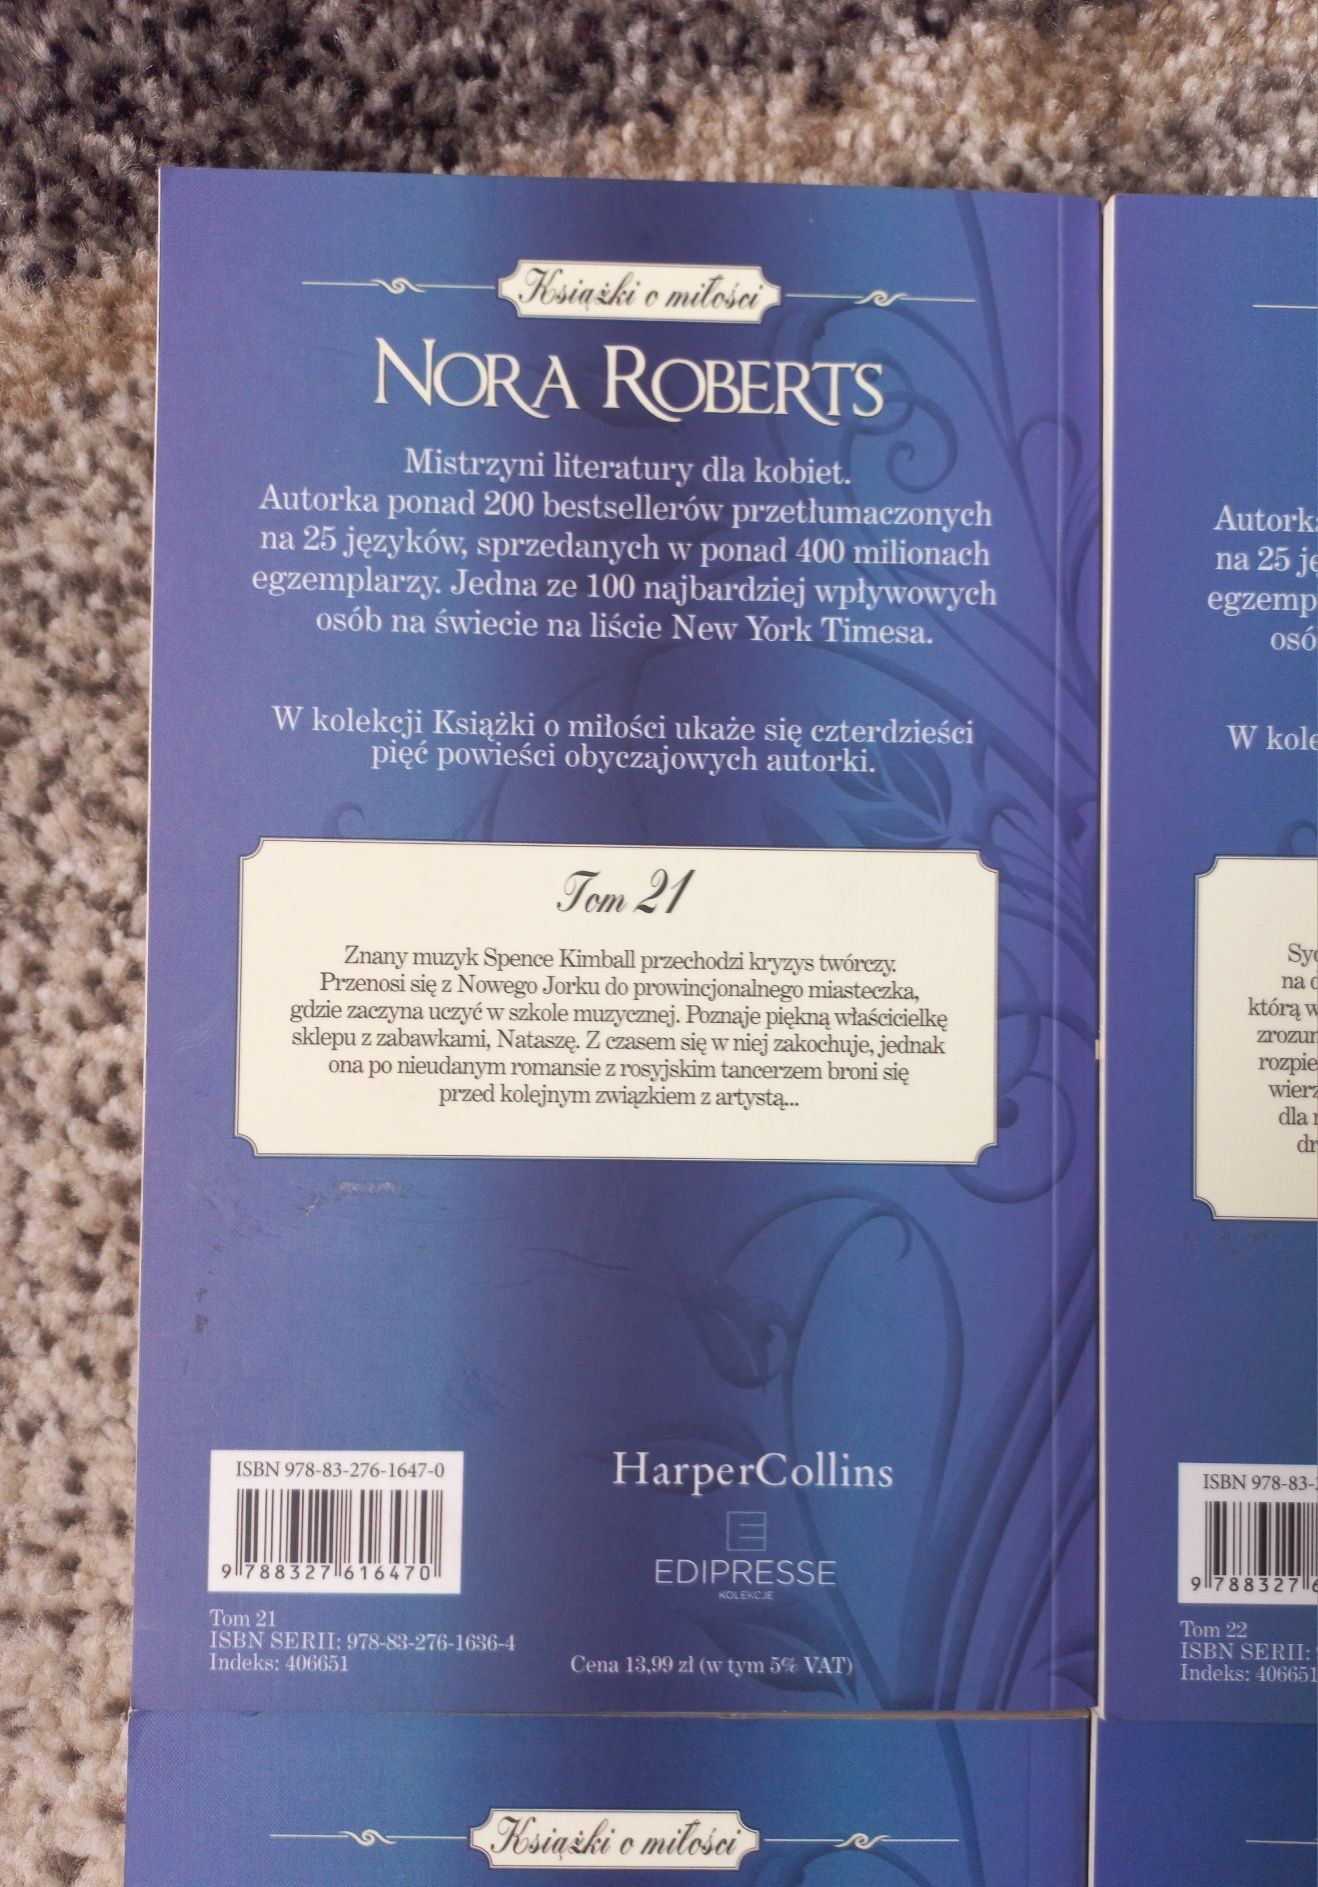 Książki o miłości
NORA ROBERTS
Mistrzyni literatury dla kobiet.
Autorka ponad 200 bestsellerów przetłumaczonych
na 25 języków, sprzedanych w ponad 400 milionach
egzemplarzy. Jedna ze 100 najbardziej wpływowych
osób na świecie na liście New York Timesa.
W kolekcji Książki o miłości ukaże się czterdzieści
pięć powieści obyczajowych autorki.
Tom 21
Znany muzyk Spence Kimball przechodzi kryzys twórczy.
Przenosi się z Nowego Jorku do prowincjonalnego miasteczka,
gdzie zaczyna uczyć w szkole muzycznej. Poznaje piękną właścicielkę
sklepu z zabawkami, Nataszę. Z czasem się w niej zakochuje, jednak
ona po nieudanym romansie z rosyjskim tancerzem broni się
przed kolejnym związkiem z artystą...
ISBN 978-83-276-1647-0
9 788327 616470
Tom 21
ISBN SERII: 978-83-276-1636-4
Indeks: 406651
HarperCollins
EDIPRESSE
KOLEKCJE
Cena 13,99 zł (w tym 5% VAT)
na 25
W
na
którą
dla
ISBN 978-83-
9 788327
Tom 22
ISBN SERII:
Indeks: 406651
Książki o miłości